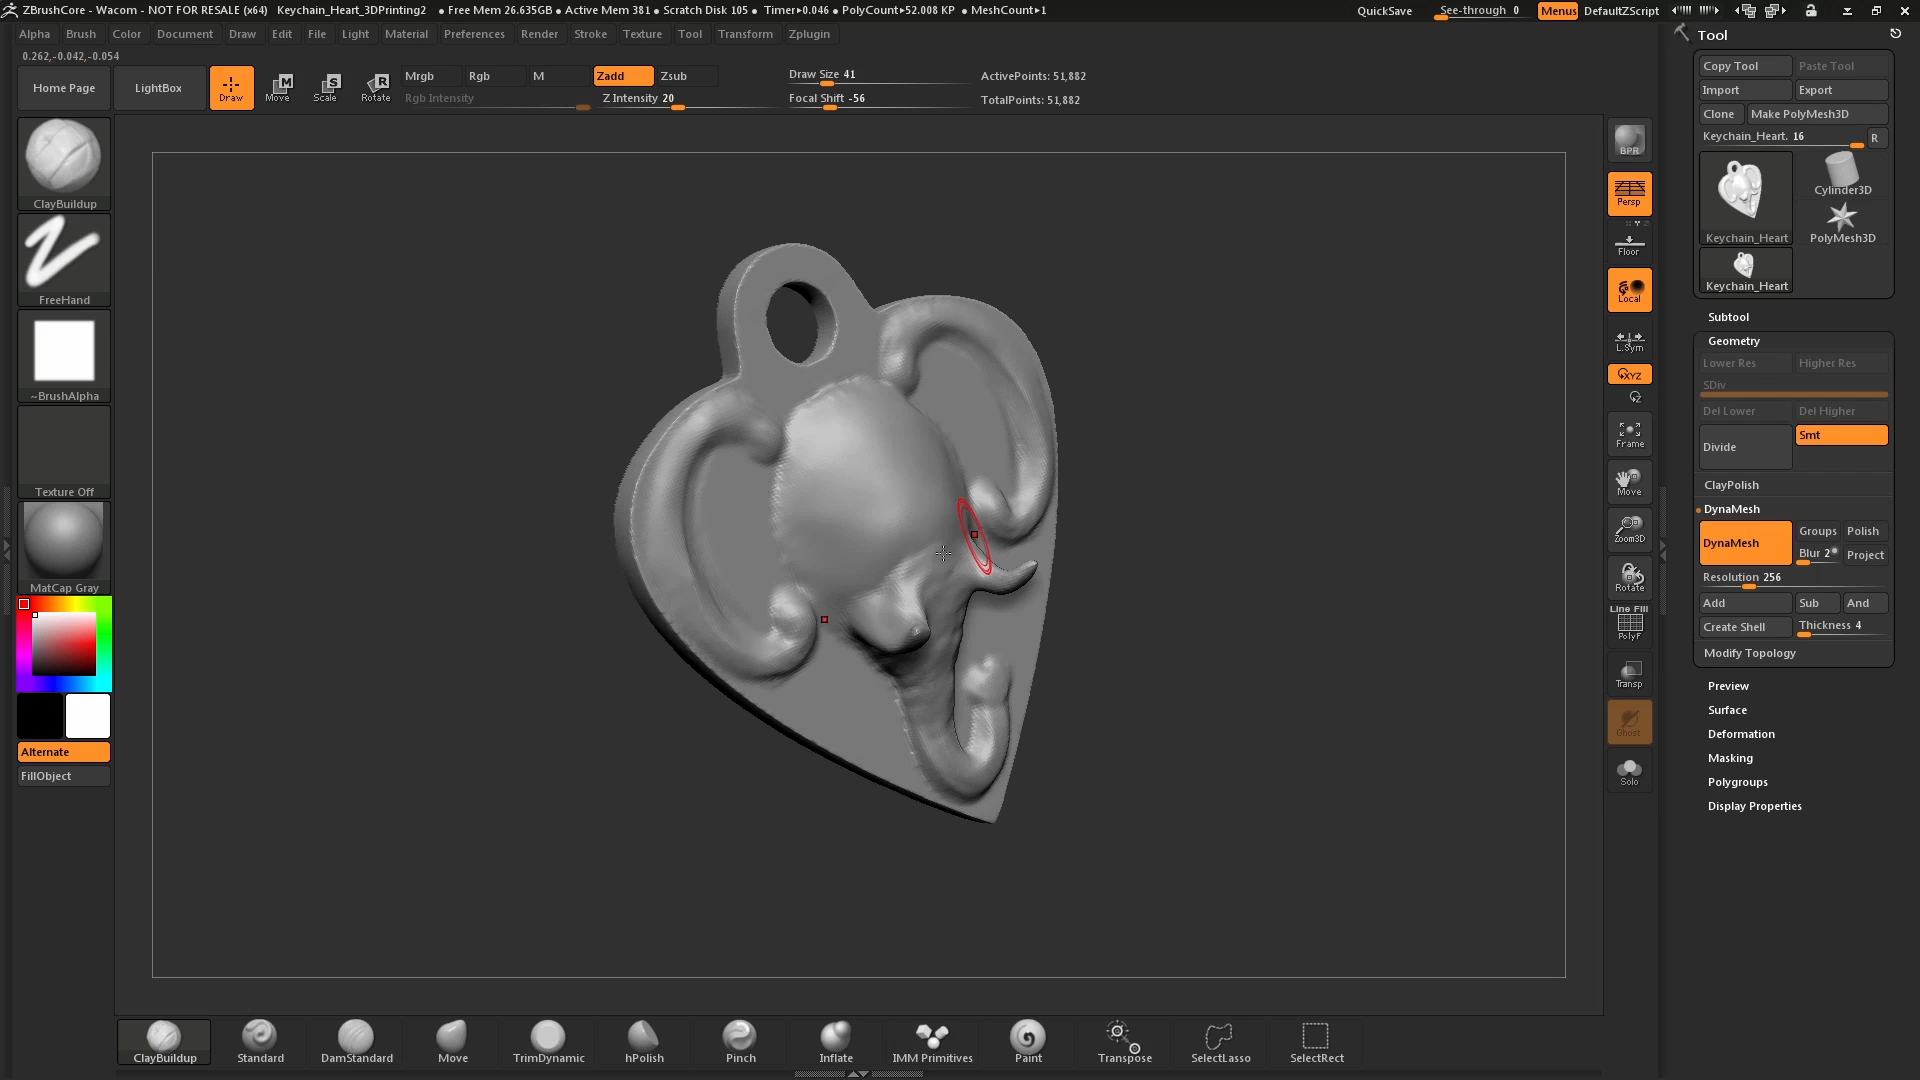 ZBrushCore - Wacom - NOT FOR RESALE (x64) Keychain_Heart_3DPrinting2 ● Free Mem 26.635GB ● Active Mem 381 ● Scratch Disk 105 ● Timer▸0.046 ● PolyCount▸52.008 KP ● MeshCount▸1 QuickSave See-through 0 Menus DefaultZScript
Alpha Brush Color Document Draw Edit File Light Material Preferences Render Stroke Texture Tool Transform Zplugin
0.262,-0.042,-0.054
Home Page LightBox Draw Move Scale Rotate
Mrgb Rgb M Zadd Zsub
Rgb Intensity Z Intensity 20
Draw Size 41 ActivePoints: 51,882
Focal Shift -56 TotalPoints: 51,882
ClayBuildup
FreeHand
~BrushAlpha
Texture Off
MatCap Gray
Alternate
FillObject
BPR
Persp
Floor
Local
L.Sym
XYZ
Frame
Move
Zoom3D
Rotate
Line Fill
PolyF
Transp
Ghost
Solo
Tool
Copy Tool Paste Tool
Import Export
Clone Make PolyMesh3D
Keychain_Heart. 16 R
Keychain_Heart Cylinder3D
PolyMesh3D
Keychain_Heart
Subtool
Geometry
Lower Res Higher Res
SDiv
Del Lower Del Higher
Divide Smt
ClayPolish
DynaMesh
DynaMesh Groups Polish
Blur 2 Project
Resolution 256
Add Sub And
Create Shell Thickness 4
Modify Topology
Preview
Surface
Deformation
Masking
Polygroups
Display Properties
ClayBuildup Standard DamStandard Move TrimDynamic hPolish Pinch Inflate IMM Primitives Paint Transpose SelectLasso SelectRect